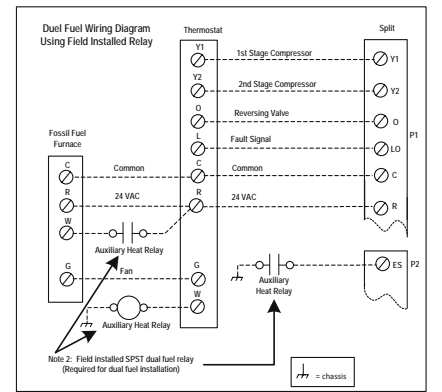 Duel Fuel Wiring Diagram
Using Field Installed Relay
Thermostat
Split
Y1
1st Stage Compressor
Y1
Y2
2nd Stage Compressor
Y2
O
Reversing Valve
O
P1
Fossil Fuel
Furnace
L
Fault Signal
LO
C
Common
C
Common
C
R
24 VAC
R
24 VAC
R
W
Auxiliary Heat Relay
G
Fan
G
ES
P2
Auxiliary
Heat Relay
W
Auxiliary Heat Relay
Note 2: Field installed SPST dual fuel relay
(Required for dual fuel installation)
= chassis